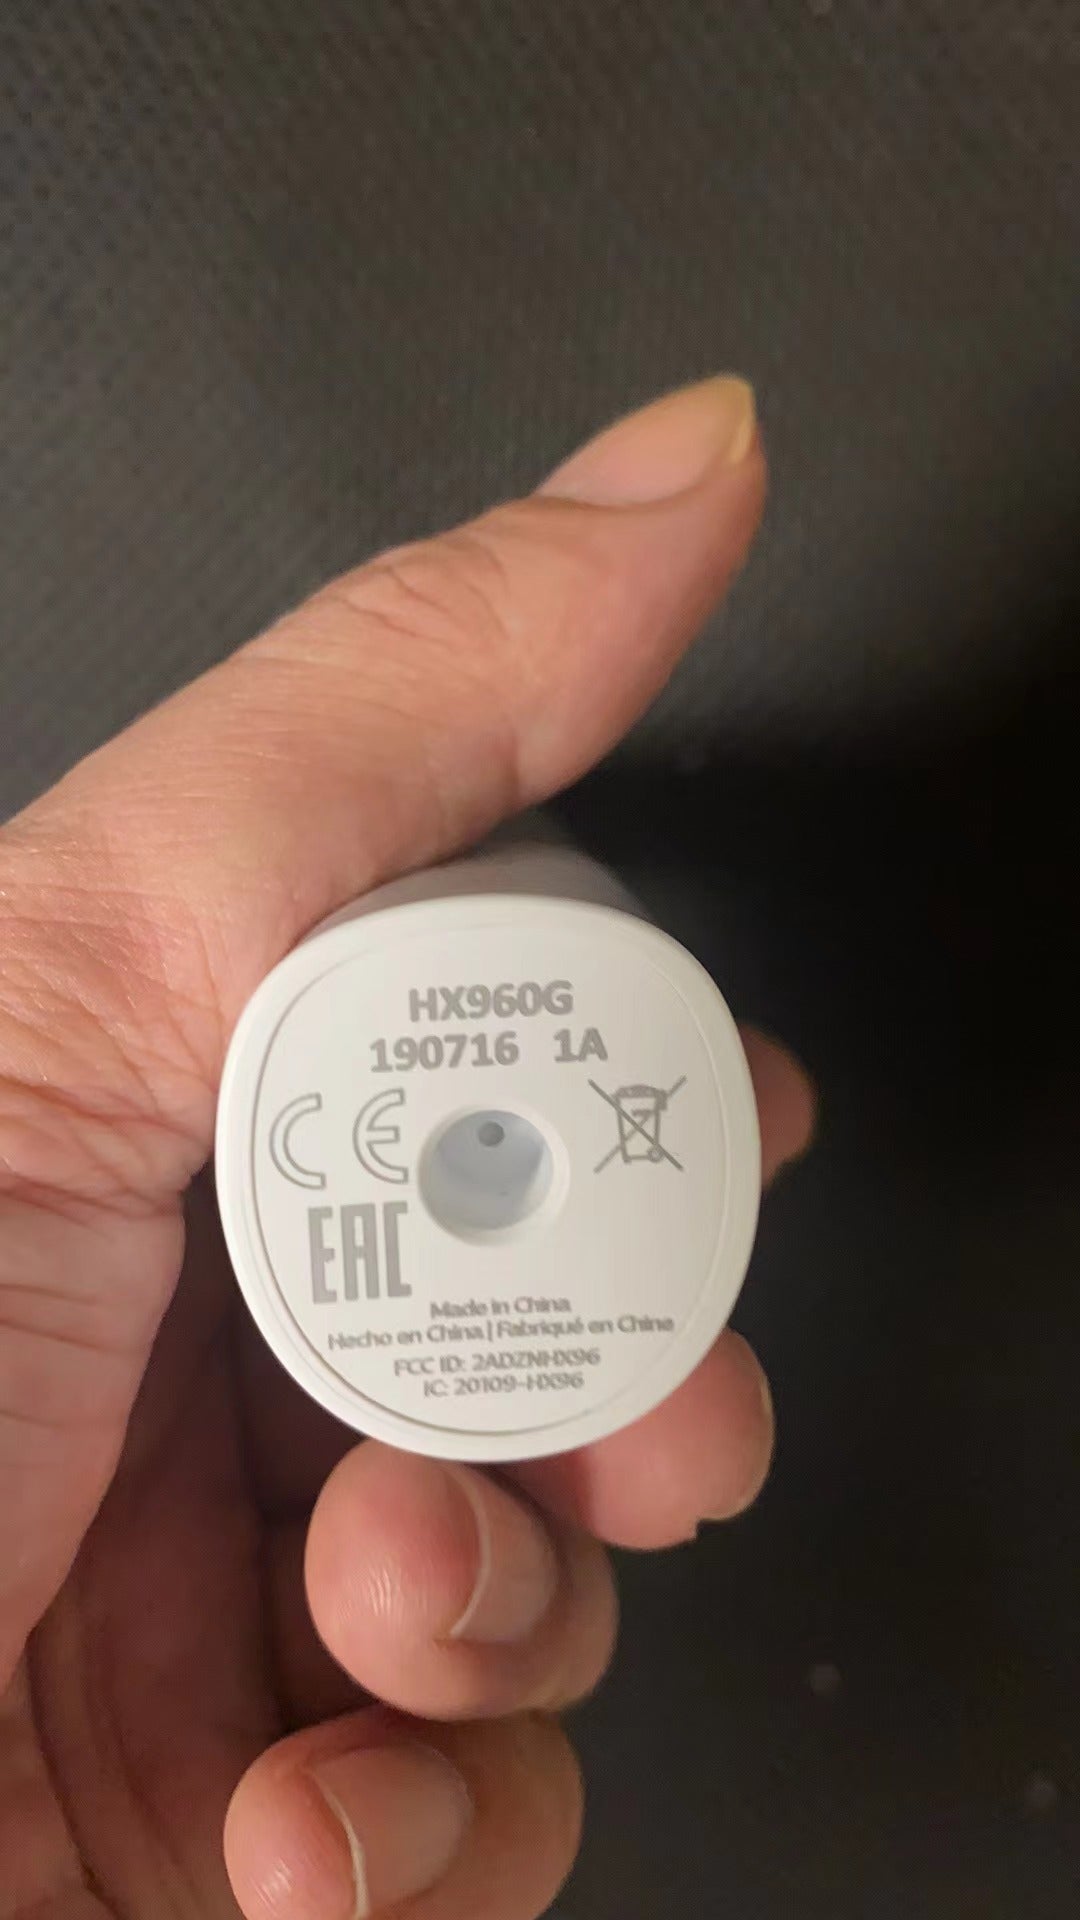 HX960G
190716 1A
CE
EAC
Made in China
Hecho en China | Fabriqué en Chine
FCC ID: 2ADZNHX96
IC: 20109-HX96